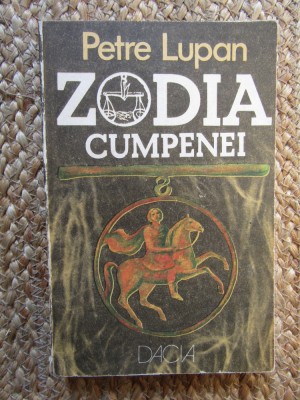 Petre Lupan
ZODIA
CUMPENEI
DACIA